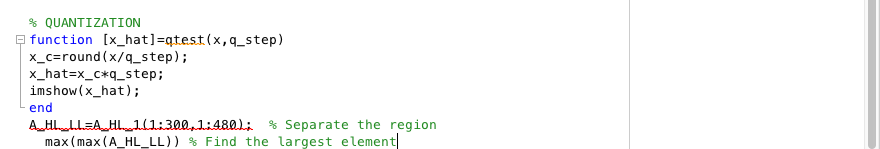 % QUANTIZATION
function [x_hat]=qtest(x,q_step)
x_c=round(x/q_step);
x_hat=x_c*q_step;
imshow(x_hat);
end
A_HL_LL=A_HL_1(1:300,1:480);  % Separate the region
  max(max(A_HL_LL)) % Find the largest element